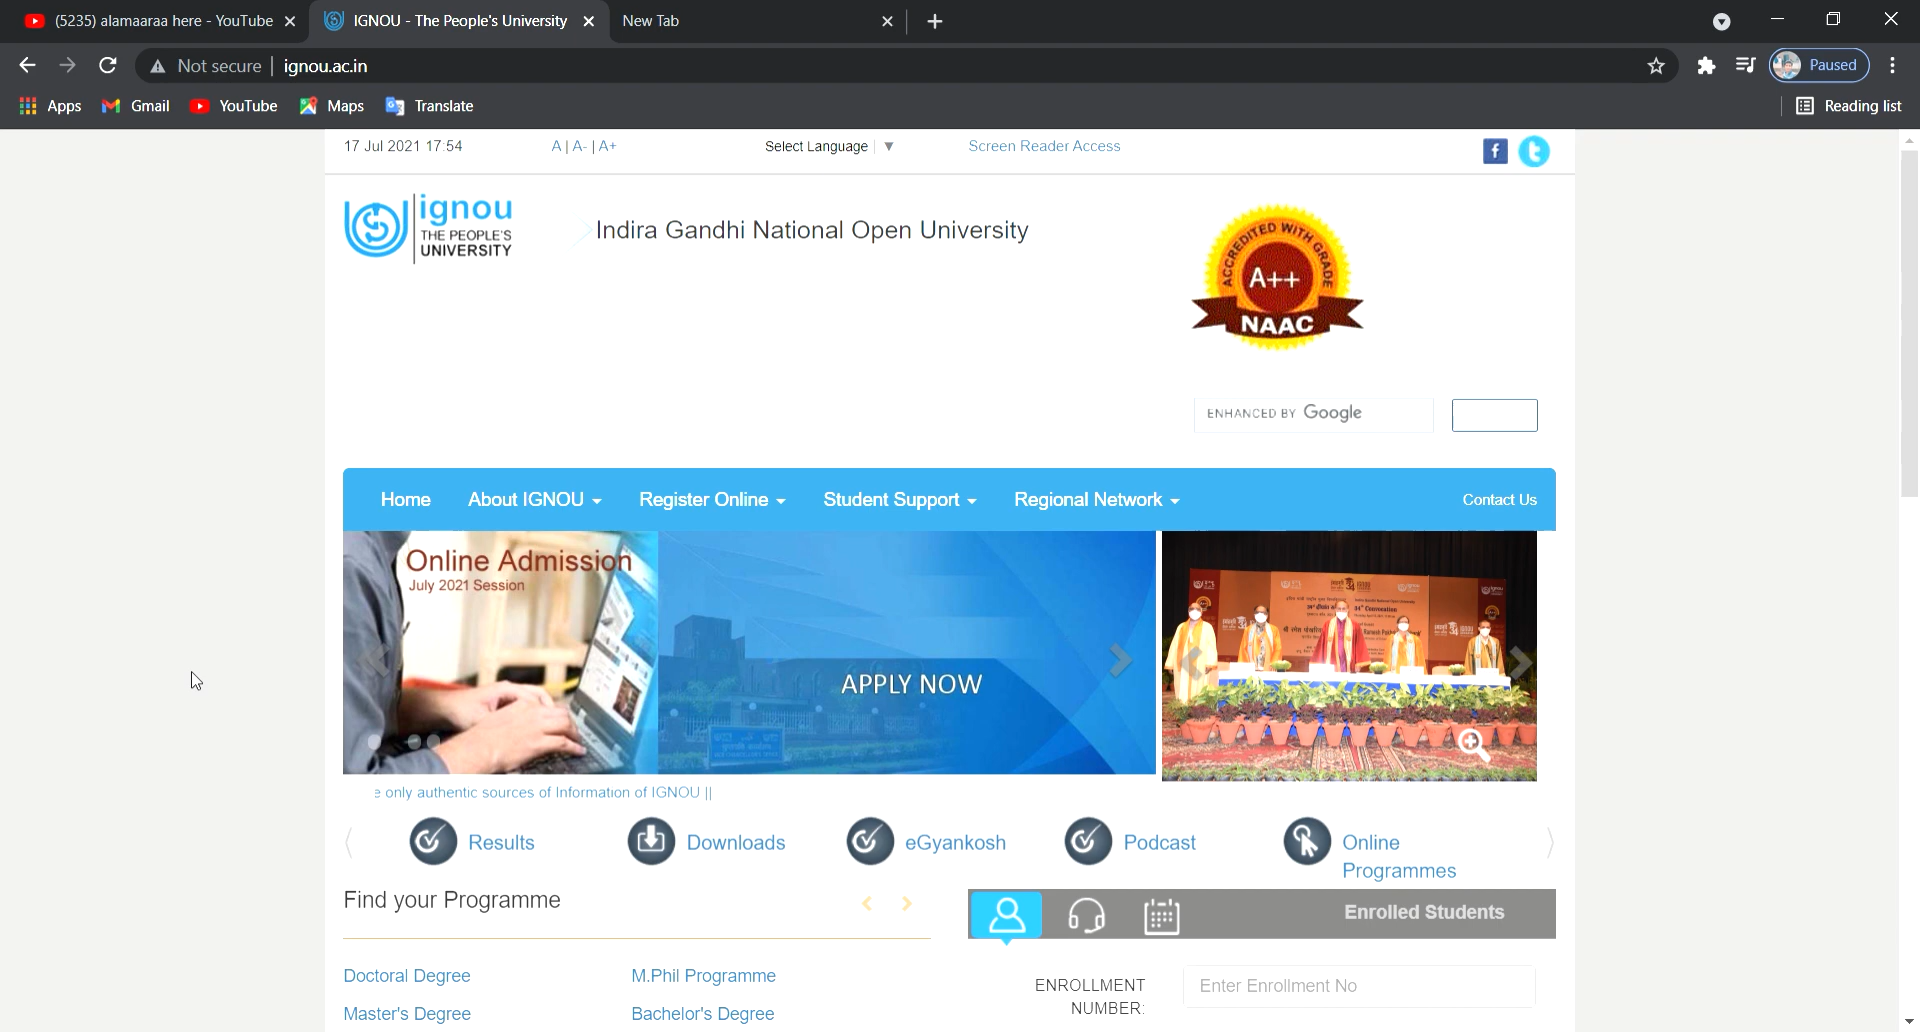 (5235) alamaaraa here - YouTube
IGNOU - The People's University
New Tab
Not secure
ignou.ac.in
Paused
Apps
Gmail
YouTube
Maps
Translate
Reading list
17 Jul 2021 17:54
A | A- | A+
Select Language ▼
Screen Reader Access
ignou
THE PEOPLE'S
UNIVERSITY
Indira Gandhi National Open University
ACCREDITED WITH GRADE
A++
NAAC
ENHANCED BY Google
Home
About IGNOU
Register Online
Student Support
Regional Network
Contact Us
Online Admission
July 2021 Session
APPLY NOW
34th Convocation
only authentic sources of Information of IGNOU ||
Results
Downloads
eGyankosh
Podcast
Online
Programmes
Find your Programme
Enrolled Students
Doctoral Degree
M.Phil Programme
ENROLLMENT
NUMBER:
Enter Enrollment No
Master's Degree
Bachelor's Degree